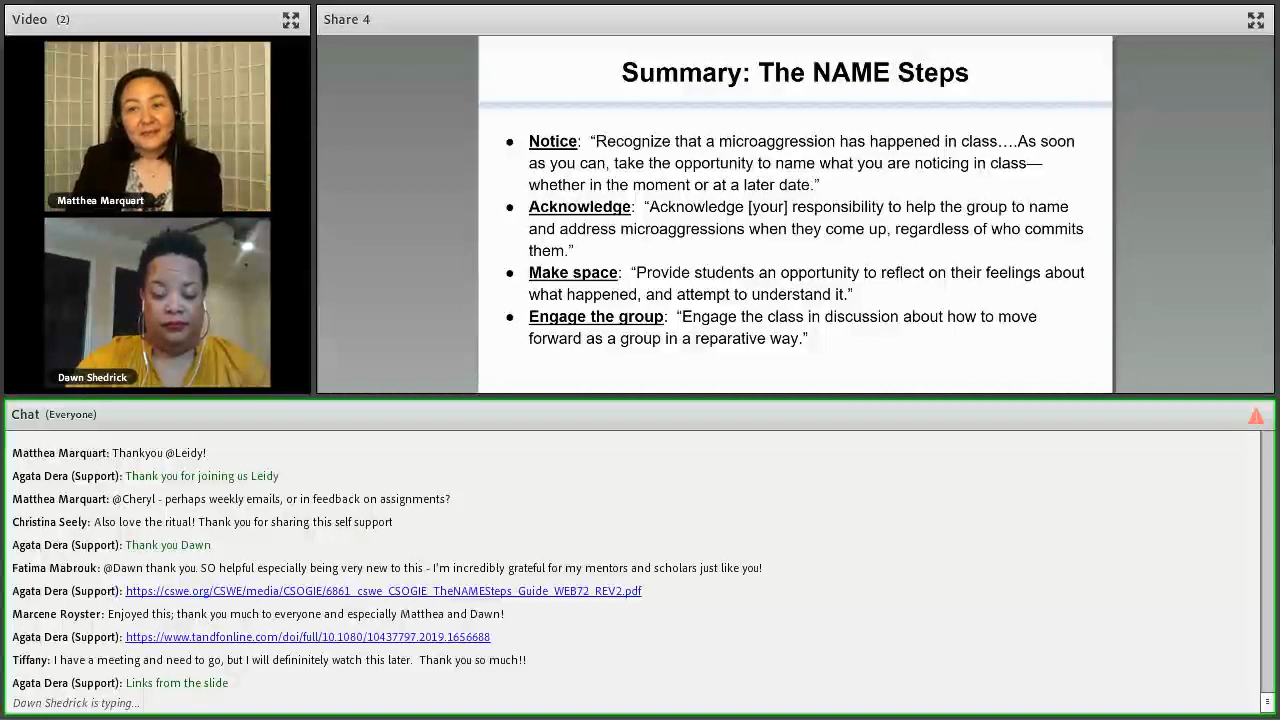 Video (2)
Matthea Marquart
Dawn Shedrick
Share 4
Summary: The NAME Steps
● Notice: “Recognize that a microaggression has happened in class….As soon
as you can, take the opportunity to name what you are noticing in class—
whether in the moment or at a later date.”
● Acknowledge: “Acknowledge [your] responsibility to help the group to name
and address microaggressions when they come up, regardless of who commits
them.”
● Make space: “Provide students an opportunity to reflect on their feelings about
what happened, and attempt to understand it.”
● Engage the group: “Engage the class in discussion about how to move
forward as a group in a reparative way.”
Chat (Everyone)
Matthea Marquart: Thankyou @Leidy!
Agata Dera (Support): Thank you for joining us Leidy
Matthea Marquart: @Cheryl - perhaps weekly emails, or in feedback on assignments?
Christina Seely: Also love the ritual! Thank you for sharing this self support
Agata Dera (Support): Thank you Dawn
Fatima Mabrouk: @Dawn thank you. SO helpful especially being very new to this - I'm incredibly grateful for my mentors and scholars just like you!
Agata Dera (Support): https://cswe.org/CSWE/media/CSOGIE/6861_cswe_CSOGIE_TheNAMESteps_Guide_WEB72_REV2.pdf
Marcene Royster: Enjoyed this; thank you much to everyone and especially Matthea and Dawn!
Agata Dera (Support): https://www.tandfonline.com/doi/full/10.1080/10437797.2019.1656688
Tiffany: I have a meeting and need to go, but I will defininitely watch this later.  Thank you so much!!
Agata Dera (Support): Links from the slide
Dawn Shedrick is typing...